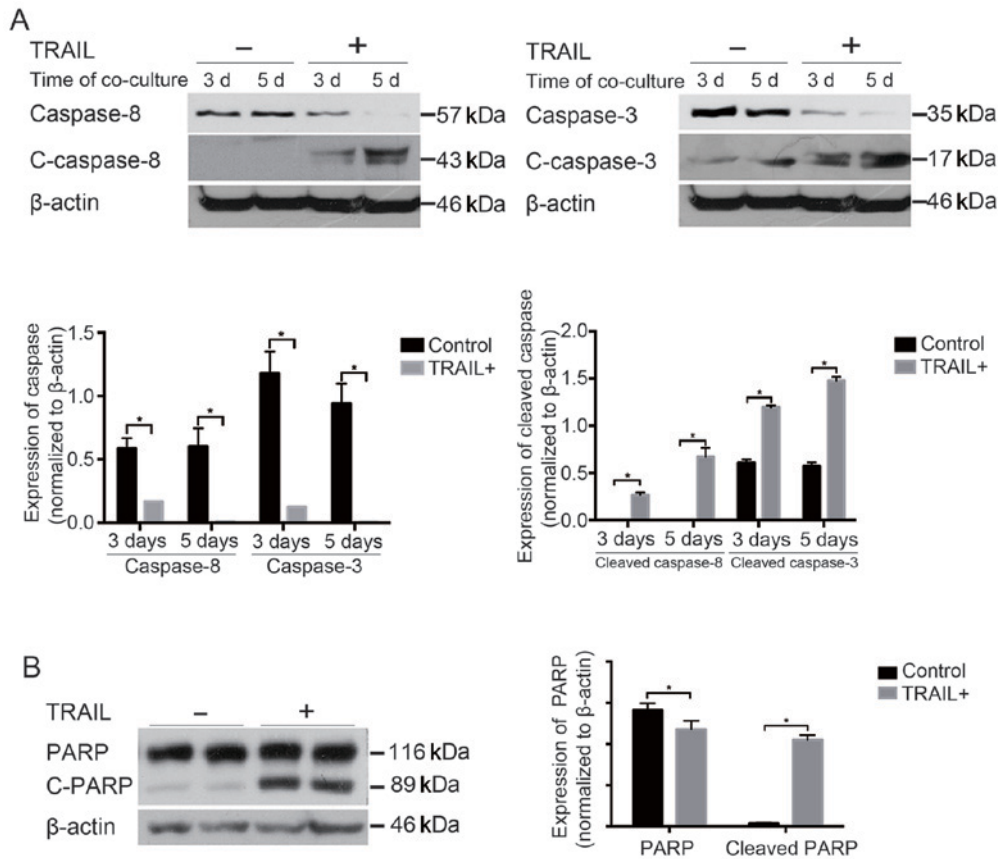 A
TRAIL − +
Time of co-culture 3 d 5 d 3 d 5 d
Caspase-8 57 kDa
C-caspase-8 43 kDa
β-actin 46 kDa
TRAIL − +
Time of co-culture 3 d 5 d 3 d 5 d
Caspase-3 35 kDa
C-caspase-3 17 kDa
β-actin 46 kDa
Expression of caspase
(normalized to β-actin)
1.5
1.0
0.5
0.0
* * * *
Control
TRAIL+
3 days 5 days 3 days 5 days
Caspase-8 Caspase-3
Expression of cleaved caspase
(normalized to β-actin)
2.0
1.5
1.0
0.5
0.0
* * * *
Control
TRAIL+
3 days 5 days 3 days 5 days
Cleaved caspase-8 Cleaved caspase-3
B
TRAIL − +
PARP 116 kDa
C-PARP 89 kDa
β-actin 46 kDa
Expression of PARP
(normalized to β-actin)
* *
Control
TRAIL+
PARP Cleaved PARP